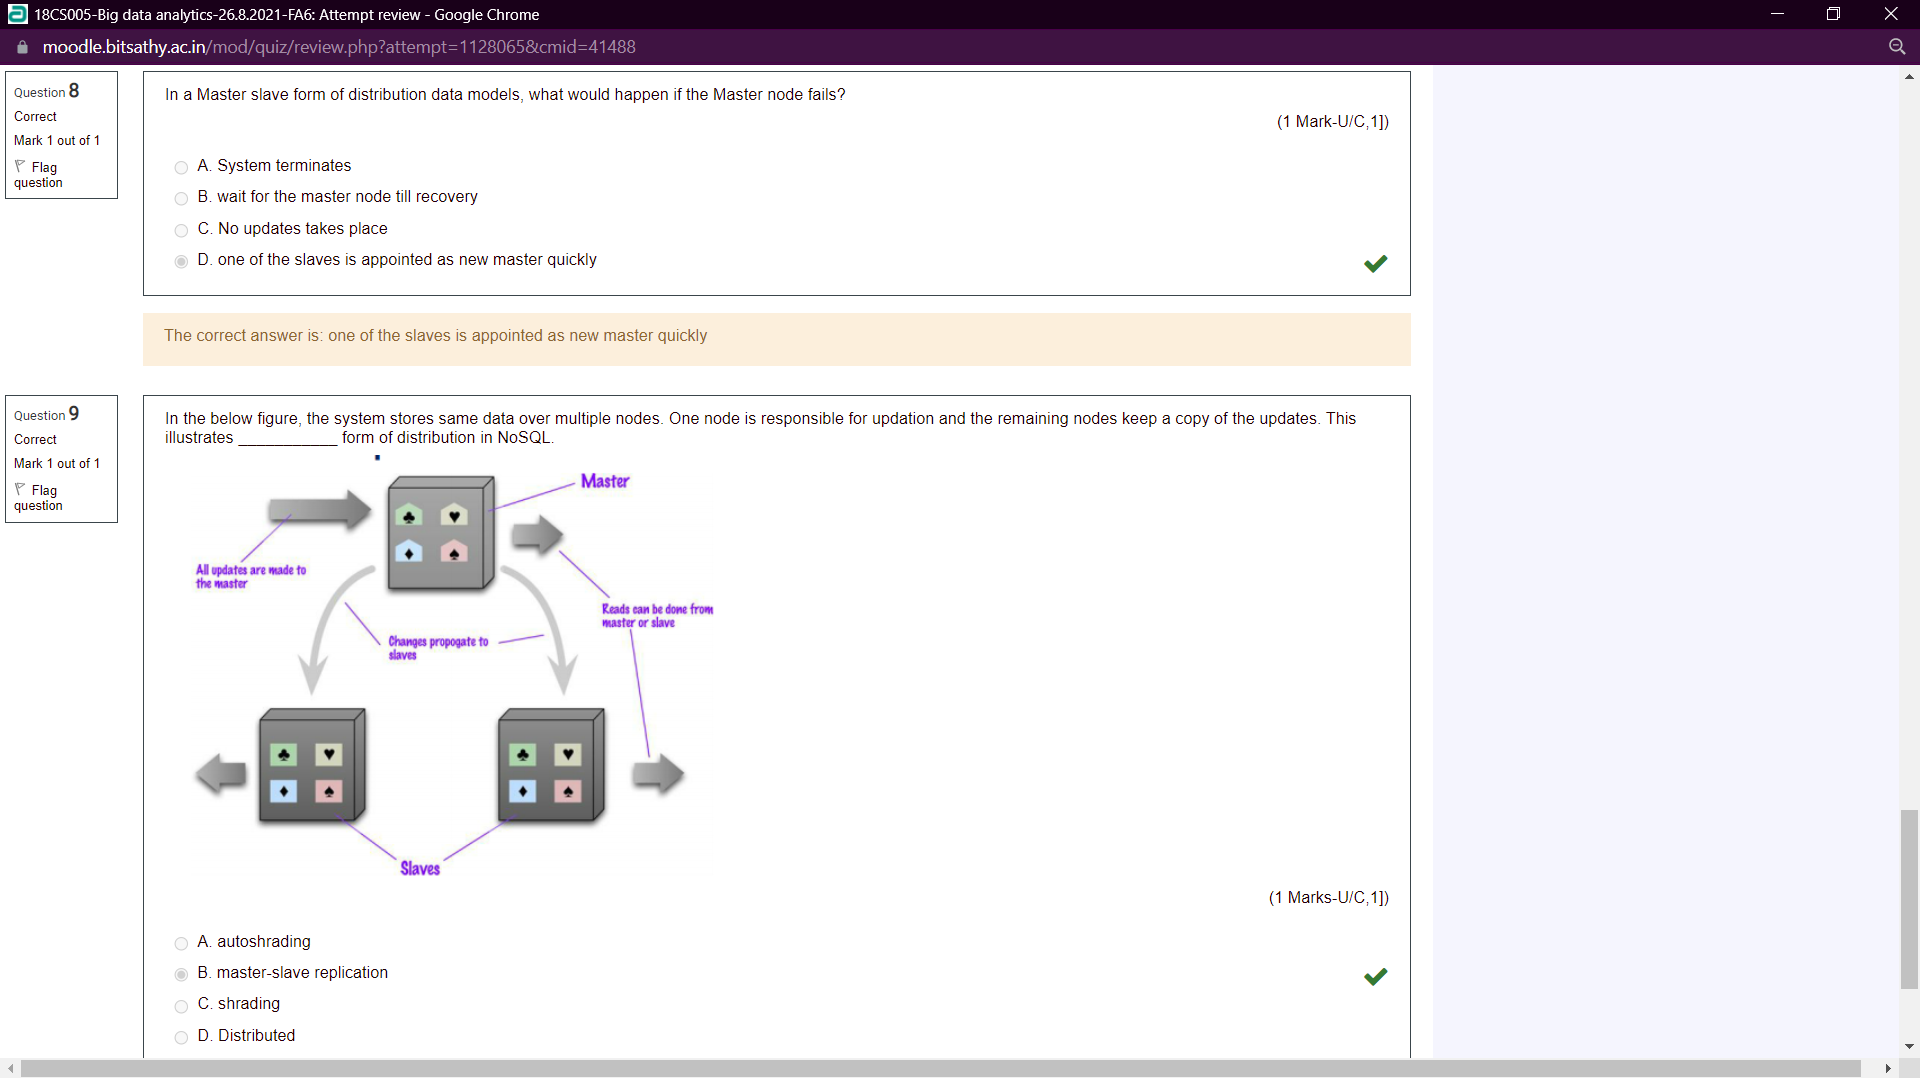 18CS005-Big data analytics-26.8.2021-FA6: Attempt review - Google Chrome
moodle.bitsathy.ac.in/mod/quiz/review.php?attempt=1128065&cmid=41488
Question 8
Correct
Mark 1 out of 1
Flag
question
In a Master slave form of distribution data models, what would happen if the Master node fails?
(1 Mark-U/C,1])
A. System terminates
B. wait for the master node till recovery
C. No updates takes place
D. one of the slaves is appointed as new master quickly
The correct answer is: one of the slaves is appointed as new master quickly
Question 9
Correct
Mark 1 out of 1
Flag
question
In the below figure, the system stores same data over multiple nodes. One node is responsible for updation and the remaining nodes keep a copy of the updates. This
illustrates ___________ form of distribution in NoSQL.
Master
All updates are made to
the master
Reads can be done from
master or slave
Changes propogate to
slaves
Slaves
(1 Marks-U/C,1])
A. autoshrading
B. master-slave replication
C. shrading
D. Distributed